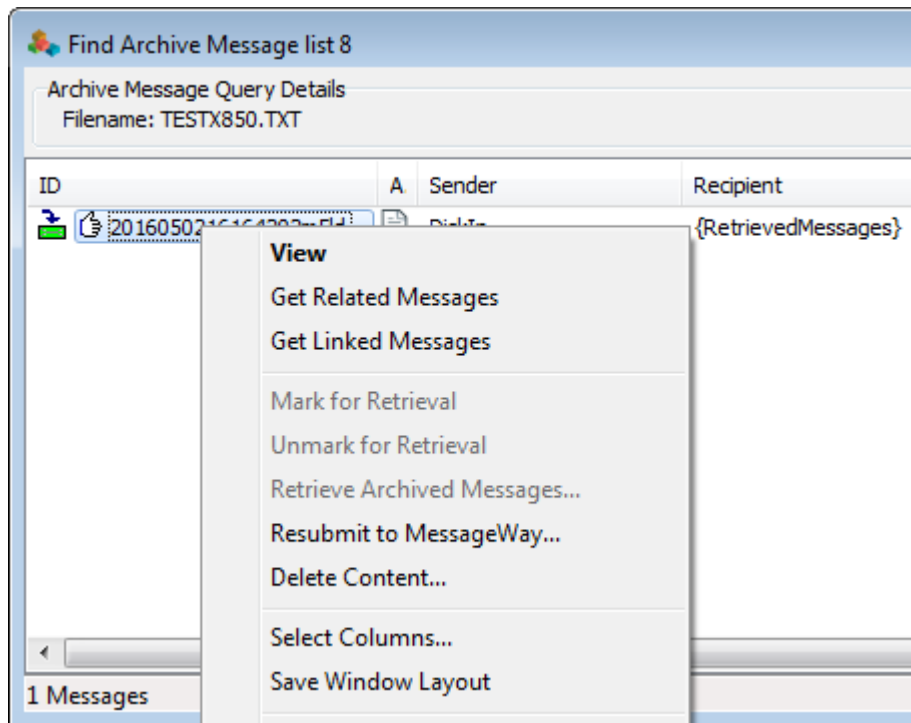 Find Archive Message list 8
Archive Message Query Details
Filename: TESTX850.TXT
ID A Sender Recipient
{RetrievedMessages}
View
Get Related Messages
Get Linked Messages
Mark for Retrieval
Unmark for Retrieval
Retrieve Archived Messages...
Resubmit to MessageWay...
Delete Content...
Select Columns...
Save Window Layout
1 Messages